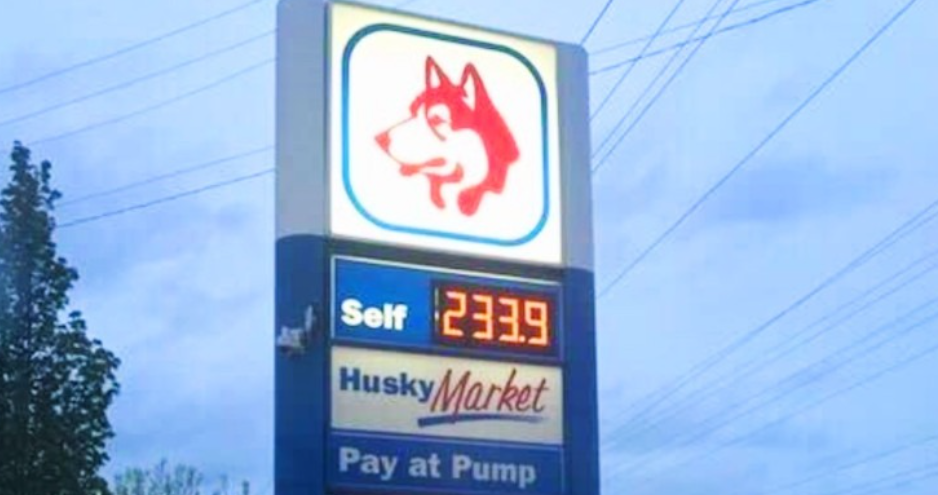 Self 233.9
Husky Market
Pay at Pump